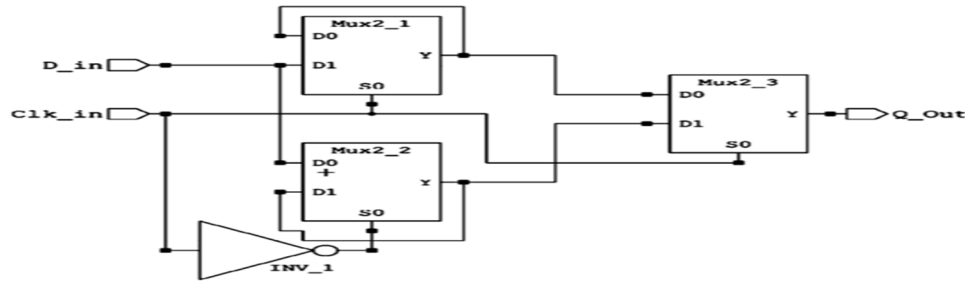 Mux2_1
D0
D_in
D1
Y
S0
Mux2_3
D0
Clk_in
D1
Y
Q_Out
S0
Mux2_2
D0
+
D1
Y
S0
INV_1